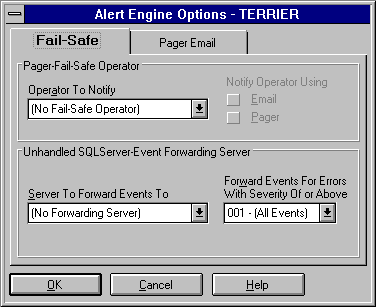 Alert Engine Options - TERRIER
Fail-Safe
Pager Email
Pager-Fail-Safe Operator
Operator To Notify
(No Fail-Safe Operator)
Notify Operator Using
Email
Pager
Unhandled SQLServer-Event Forwarding Server
Server To Forward Events To
(No Forwarding Server)
Forward Events For Errors
With Severity Of or Above
001 - (All Events)
OK
Cancel
Help